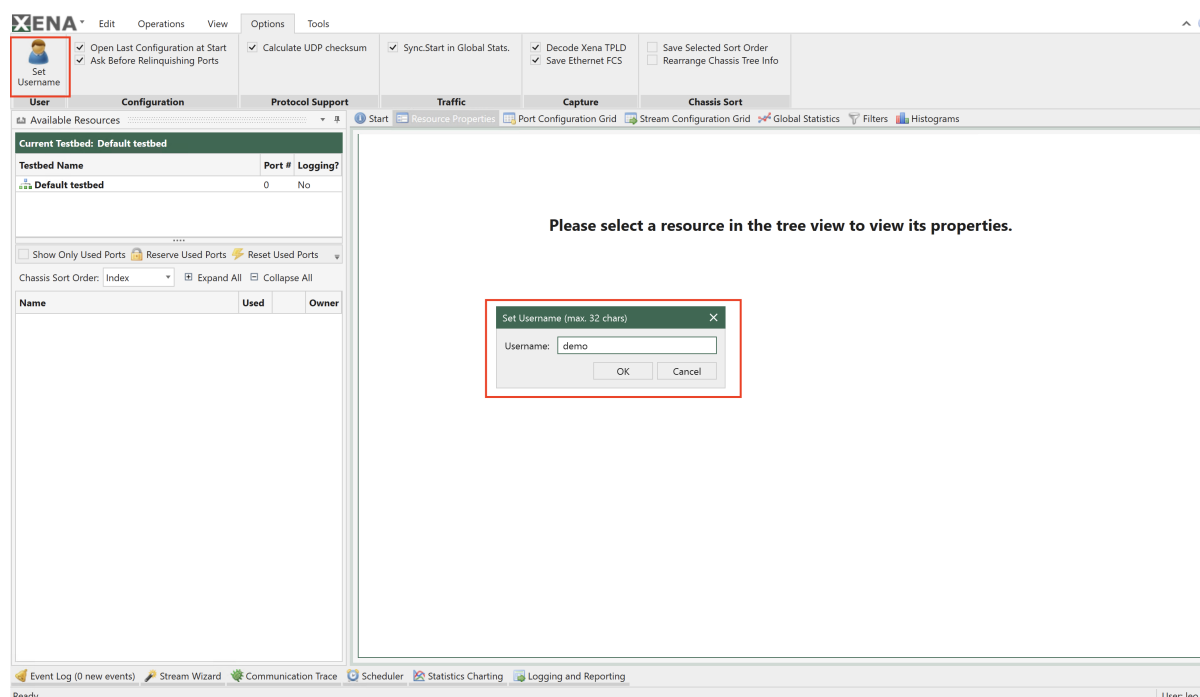 XENA Edit Operations View Options Tools
Set Username
Open Last Configuration at Start
Ask Before Relinquishing Ports
Calculate UDP checksum
Sync.Start in Global Stats.
Decode Xena TPLD
Save Ethernet FCS
Save Selected Sort Order
Rearrange Chassis Tree Info
User Configuration Protocol Support Traffic Capture Chassis Sort
Available Resources
Start Resource Properties Port Configuration Grid Stream Configuration Grid Global Statistics Filters Histograms
Current Testbed: Default testbed
Testbed Name Port # Logging?
Default testbed 0 No
Show Only Used Ports Reserve Used Ports Reset Used Ports
Chassis Sort Order: Index Expand All Collapse All
Name Used Owner
Please select a resource in the tree view to view its properties.
Set Username (max. 32 chars)
Username: demo
OK Cancel
Event Log (0 new events) Stream Wizard Communication Trace Scheduler Statistics Charting Logging and Reporting
Ready User: